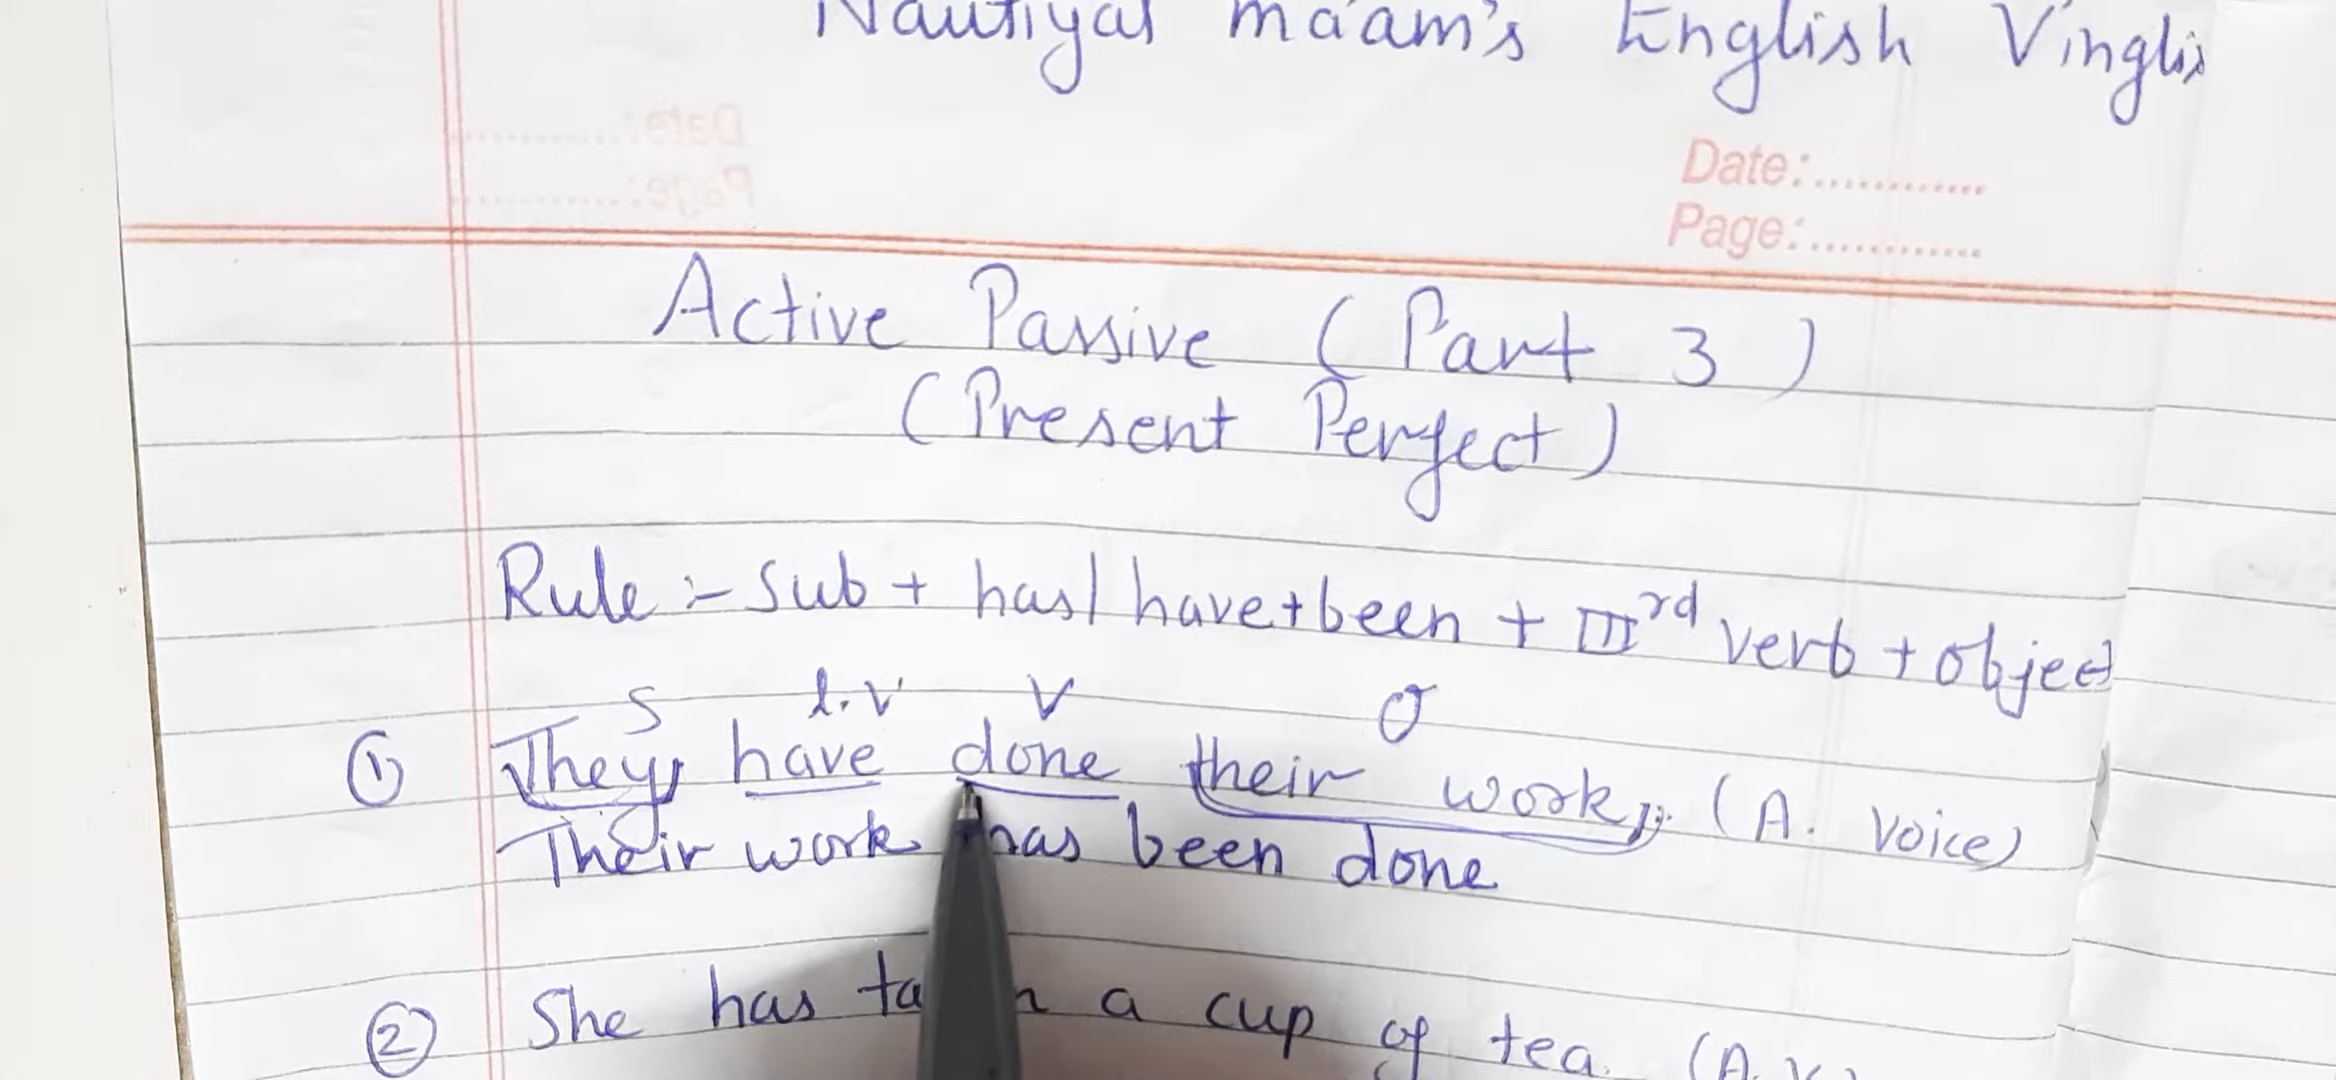 Nautiyal ma'am's English Vinglis
Date:............
Page:............
Active Passive (Part 3)
(Present Perfect)
Rule :- Sub + has/have+been + IIIrd verb + object
S h.v V O
① They have done their work. (A. Voice)
Their work has been done
② She has ta n a cup of tea. (A.V)